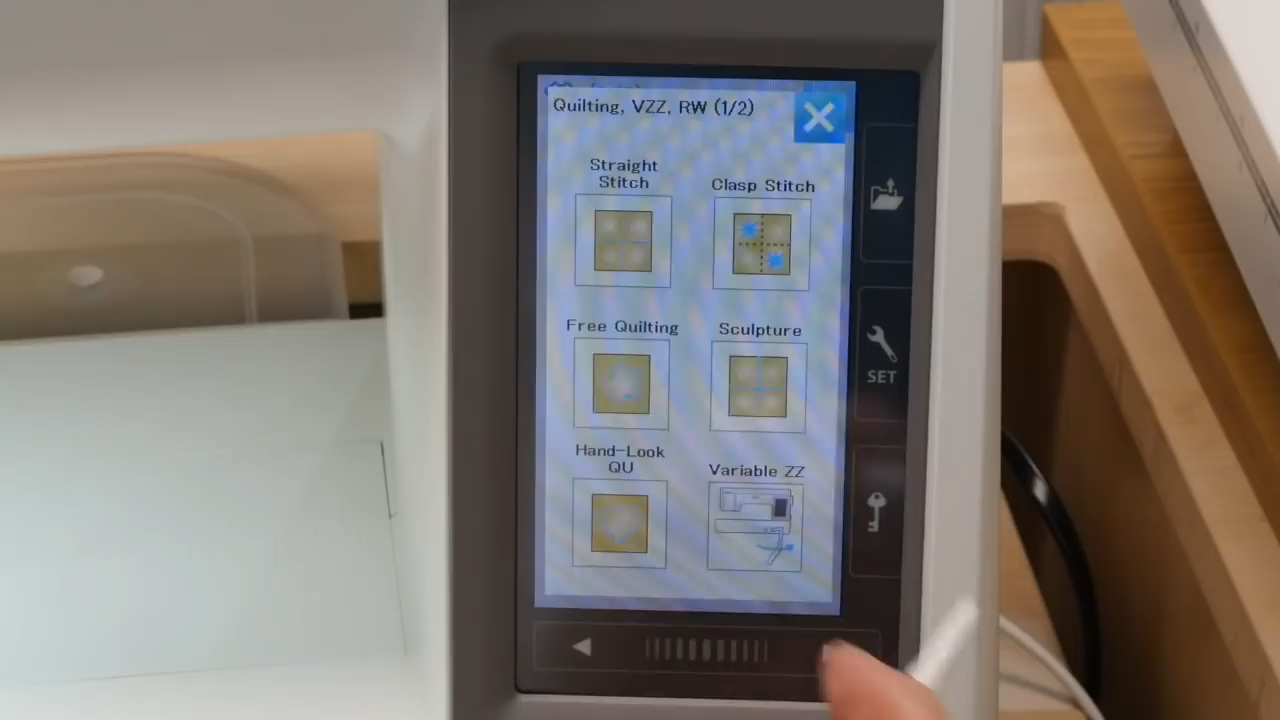 Quilting, VZZ, RW (1/2)
Straight
Stitch
Clasp Stitch
Free Quilting
Sculpture
Hand-Look
QU
Variable ZZ
SET